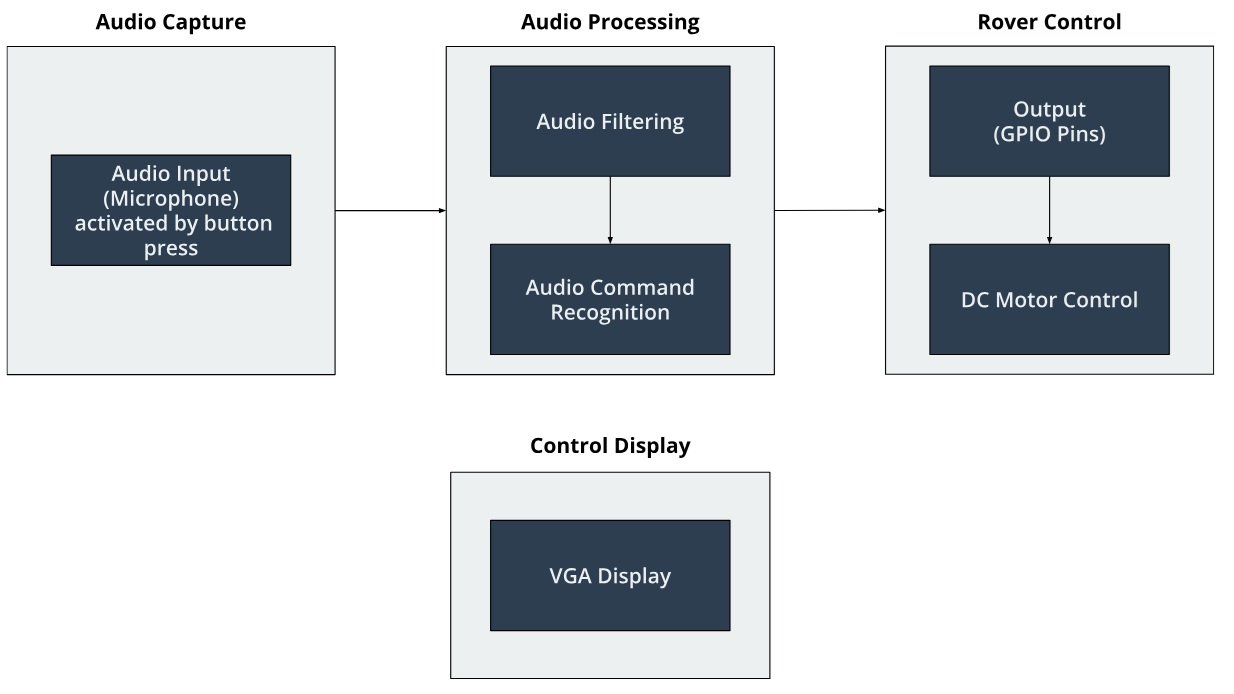 Audio Capture
Audio Input
(Microphone)
activated by button
press
Audio Processing
Audio Filtering
Audio Command
Recognition
Rover Control
Output
(GPIO Pins)
DC Motor Control
Control Display
VGA Display